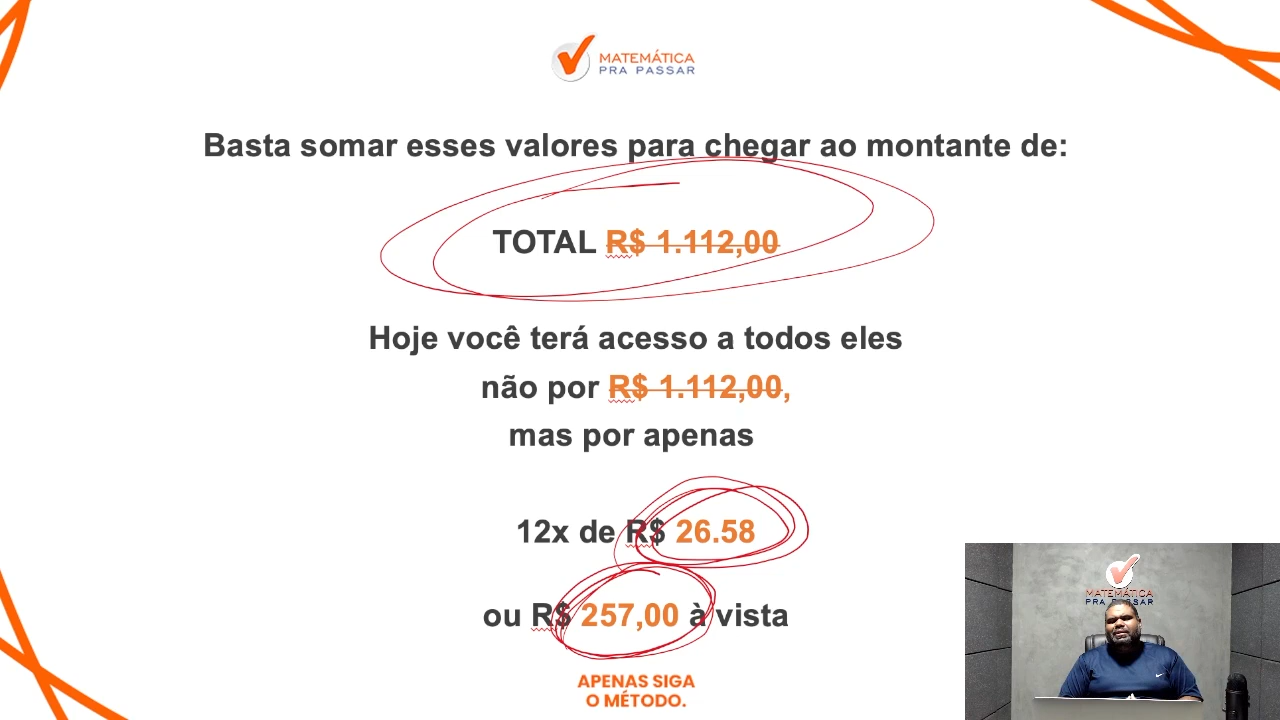 MATEMÁTICA
PRA PASSAR
Basta somar esses valores para chegar ao montante de:
TOTAL R$ 1.112,00
Hoje você terá acesso a todos eles
não por R$ 1.112,00,
mas por apenas
12x de R$ 26.58
ou R$ 257,00 à vista
APENAS SIGA
O MÉTODO.
MATEMÁTICA
PRA PASSAR